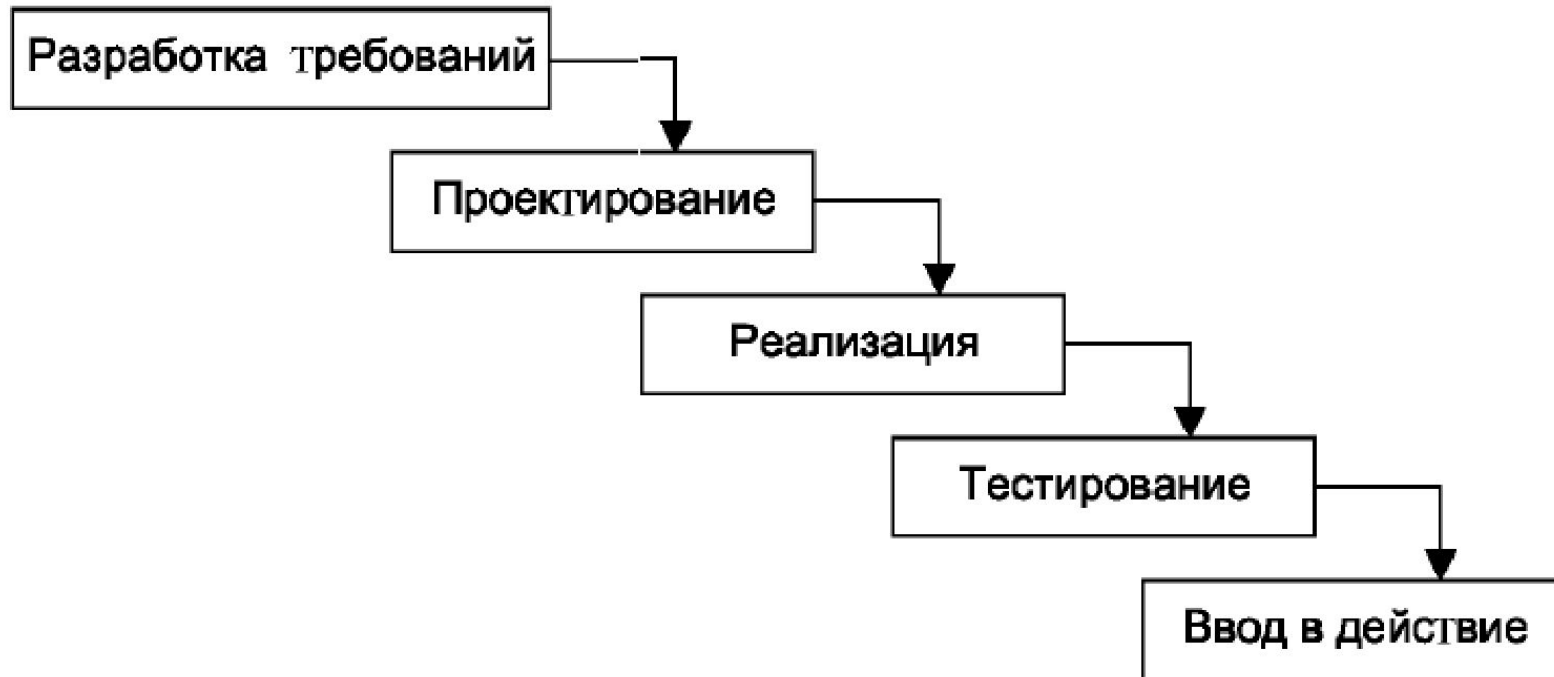 Разработка требований
Проектирование
Реализация
Тестирование
Ввод в действие